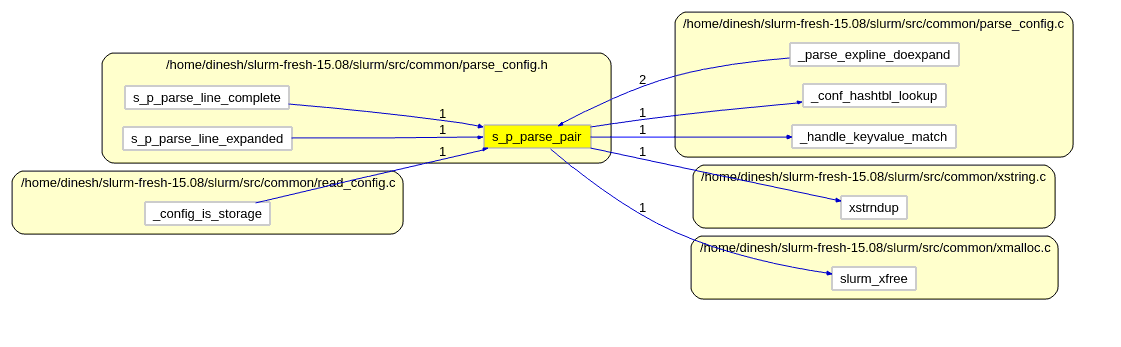 /home/dinesh/slurm-fresh-15.08/slurm/src/common/parse_config.h
s_p_parse_line_complete
s_p_parse_line_expanded
s_p_parse_pair
1
1
1
/home/dinesh/slurm-fresh-15.08/slurm/src/common/read_config.c
_config_is_storage
/home/dinesh/slurm-fresh-15.08/slurm/src/common/parse_config.c
_parse_expline_doexpand
_conf_hashtbl_lookup
_handle_keyvalue_match
2
1
1
1
1
/home/dinesh/slurm-fresh-15.08/slurm/src/common/xstring.c
xstrndup
/home/dinesh/slurm-fresh-15.08/slurm/src/common/xmalloc.c
slurm_xfree